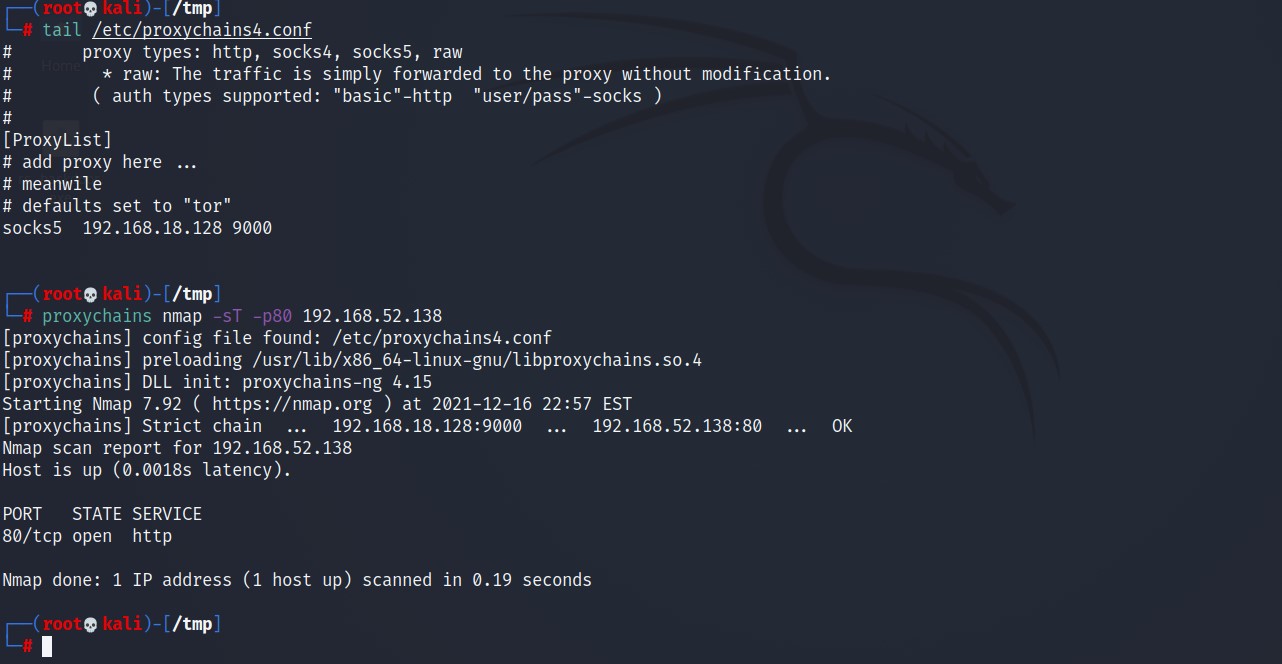 ┌──(root💀kali)-[/tmp]
└─# tail /etc/proxychains4.conf
#       proxy types: http, socks4, socks5, raw
#         * raw: The traffic is simply forwarded to the proxy without modification.
#        ( auth types supported: "basic"-http  "user/pass"-socks )
#
[ProxyList]
# add proxy here ...
# meanwile
# defaults set to "tor"
socks5  192.168.18.128 9000
┌──(root💀kali)-[/tmp]
└─# proxychains nmap -sT -p80 192.168.52.138
[proxychains] config file found: /etc/proxychains4.conf
[proxychains] preloading /usr/lib/x86_64-linux-gnu/libproxychains.so.4
[proxychains] DLL init: proxychains-ng 4.15
Starting Nmap 7.92 ( https://nmap.org ) at 2021-12-16 22:57 EST
[proxychains] Strict chain  ...  192.168.18.128:9000  ...  192.168.52.138:80  ...  OK
Nmap scan report for 192.168.52.138
Host is up (0.0018s latency).
PORT   STATE SERVICE
80/tcp open  http
Nmap done: 1 IP address (1 host up) scanned in 0.19 seconds
┌──(root💀kali)-[/tmp]
└─#
Home